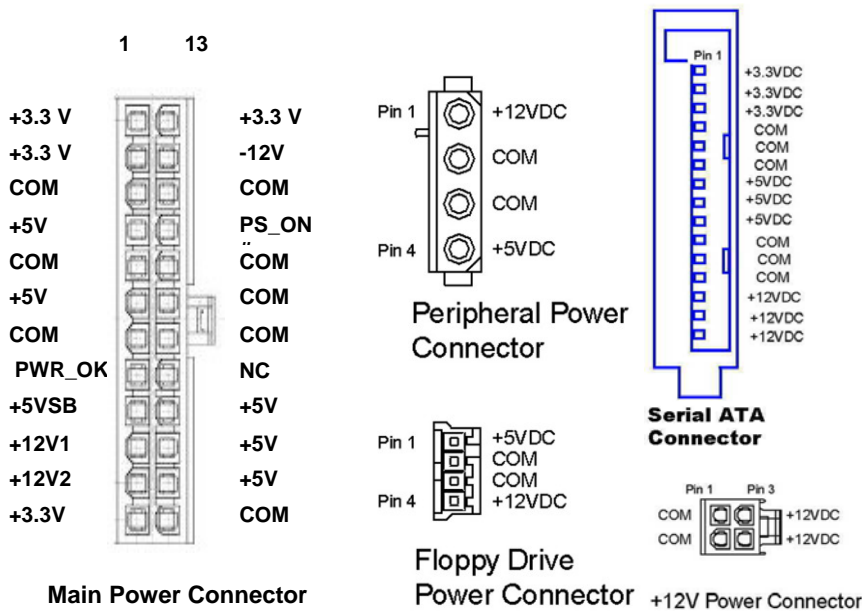 1 13
+3.3 V +3.3 V
+3.3 V -12V
COM COM
+5V PS_ON
COM COM
+5V COM
COM COM
PWR_OK NC
+5VSB +5V
+12V1 +5V
+12V2 +5V
+3.3V COM
Main Power Connector
Pin 1 +12VDC
COM
COM
Pin 4 +5VDC
Peripheral Power
Connector
Pin 1 +5VDC
COM
COM
Pin 4 +12VDC
Floppy Drive
Power Connector
Pin 1
+3.3VDC
+3.3VDC
+3.3VDC
COM
COM
COM
+5VDC
+5VDC
+5VDC
COM
COM
COM
+12VDC
+12VDC
+12VDC
Serial ATA
Connector
Pin 1 Pin 3
COM +12VDC
COM +12VDC
+12V Power Connector